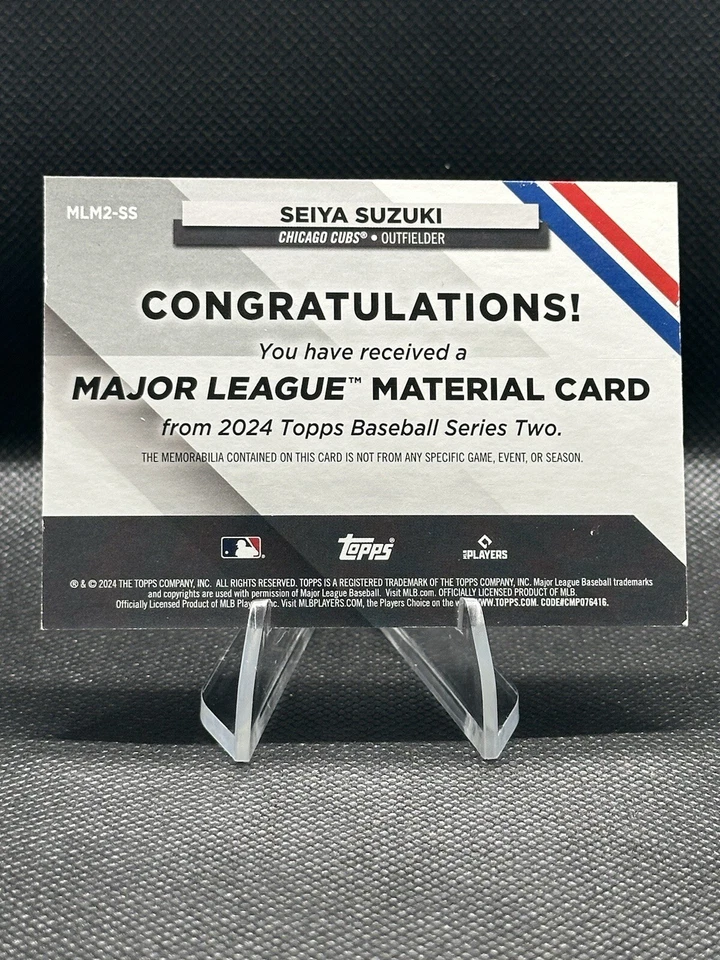 MLM2-SS
SEIYA SUZUKI
CHICAGO CUBS® • OUTFIELDER
CONGRATULATIONS!
You have received a
MAJOR LEAGUE™ MATERIAL CARD
from 2024 Topps Baseball Series Two.
THE MEMORABILIA CONTAINED ON THIS CARD IS NOT FROM ANY SPECIFIC GAME, EVENT, OR SEASON.
Topps®
MLB PLAYERS
® & © 2024 THE TOPPS COMPANY, INC. ALL RIGHTS RESERVED. TOPPS IS A REGISTERED TRADEMARK OF THE TOPPS COMPANY, INC. Major League Baseball trademarks
and copyrights are used with permission of Major League Baseball. Visit MLB.com. OFFICIALLY LICENSED PRODUCT OF MLB.
Officially Licensed Product of MLB Players, Inc. Visit MLBPLAYERS.COM, the Players Choice on the WWW.TOPPS.COM. CODE#CMP076416.